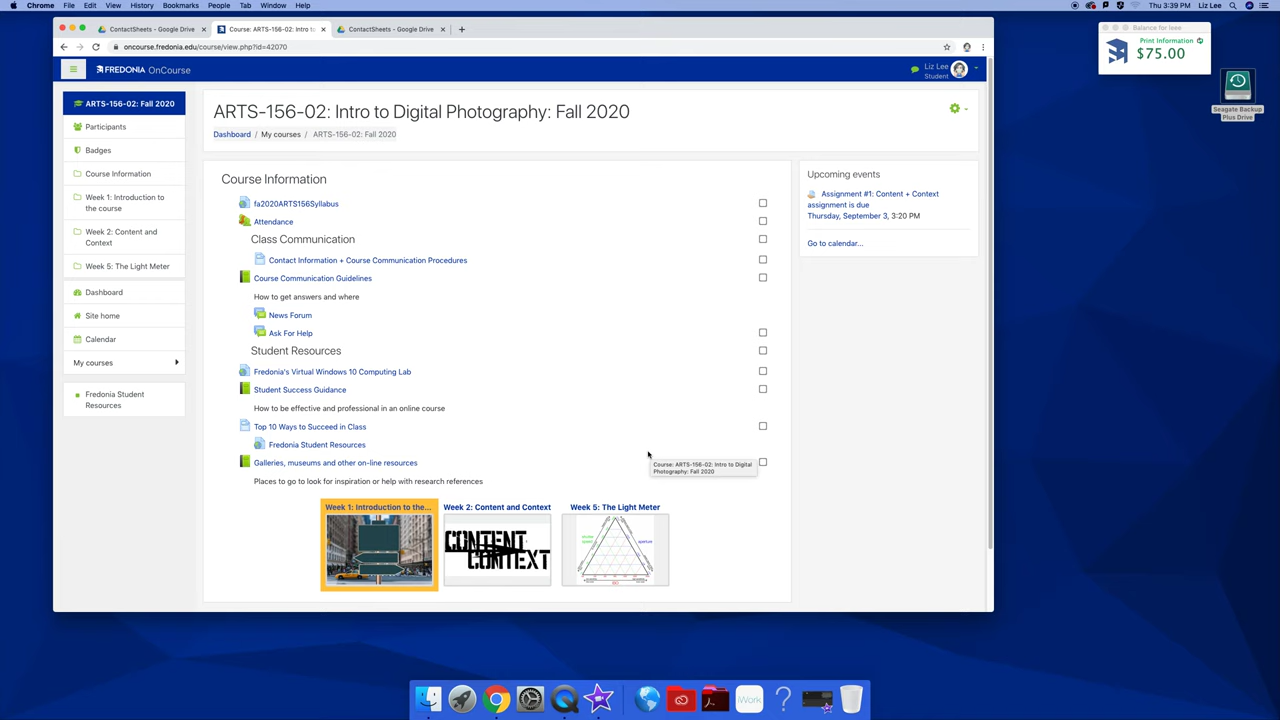 Chrome File Edit View History Bookmarks People Tab Window Help Thu 3:39 PM Liz Lee
ContactSheets - Google Drive Course: ARTS-156-02: Intro to ContactSheets - Google Drive
oncourse.fredonia.edu/course/view.php?id=42070
Balance for leee
Print Information
$75.00
Seagate Backup
Plus Drive
FREDONIA OnCourse
Liz Lee
Student
ARTS-156-02: Fall 2020
Participants
Badges
Course Information
Week 1: Introduction to
the course
Week 2: Content and
Context
Week 5: The Light Meter
Dashboard
Site home
Calendar
My courses
Fredonia Student
Resources
ARTS-156-02: Intro to Digital Photography: Fall 2020
Dashboard / My courses / ARTS-156-02: Fall 2020
Course Information
fa2020ARTS156Syllabus
Attendance
Class Communication
Contact Information + Course Communication Procedures
Course Communication Guidelines
How to get answers and where
News Forum
Ask For Help
Student Resources
Fredonia's Virtual Windows 10 Computing Lab
Student Success Guidance
How to be effective and professional in an online course
Top 10 Ways to Succeed in Class
Fredonia Student Resources
Galleries, museums and other on-line resources
Places to go to look for inspiration or help with research references
Course: ARTS-156-02: Intro to Digital
Photography: Fall 2020
Week 1: Introduction to the...
Week 2: Content and Context
CONTENT
CONTEXT
Week 5: The Light Meter
aperture
Upcoming events
Assignment #1: Content + Context
assignment is due
Thursday, September 3, 3:20 PM
Go to calendar...
iWork